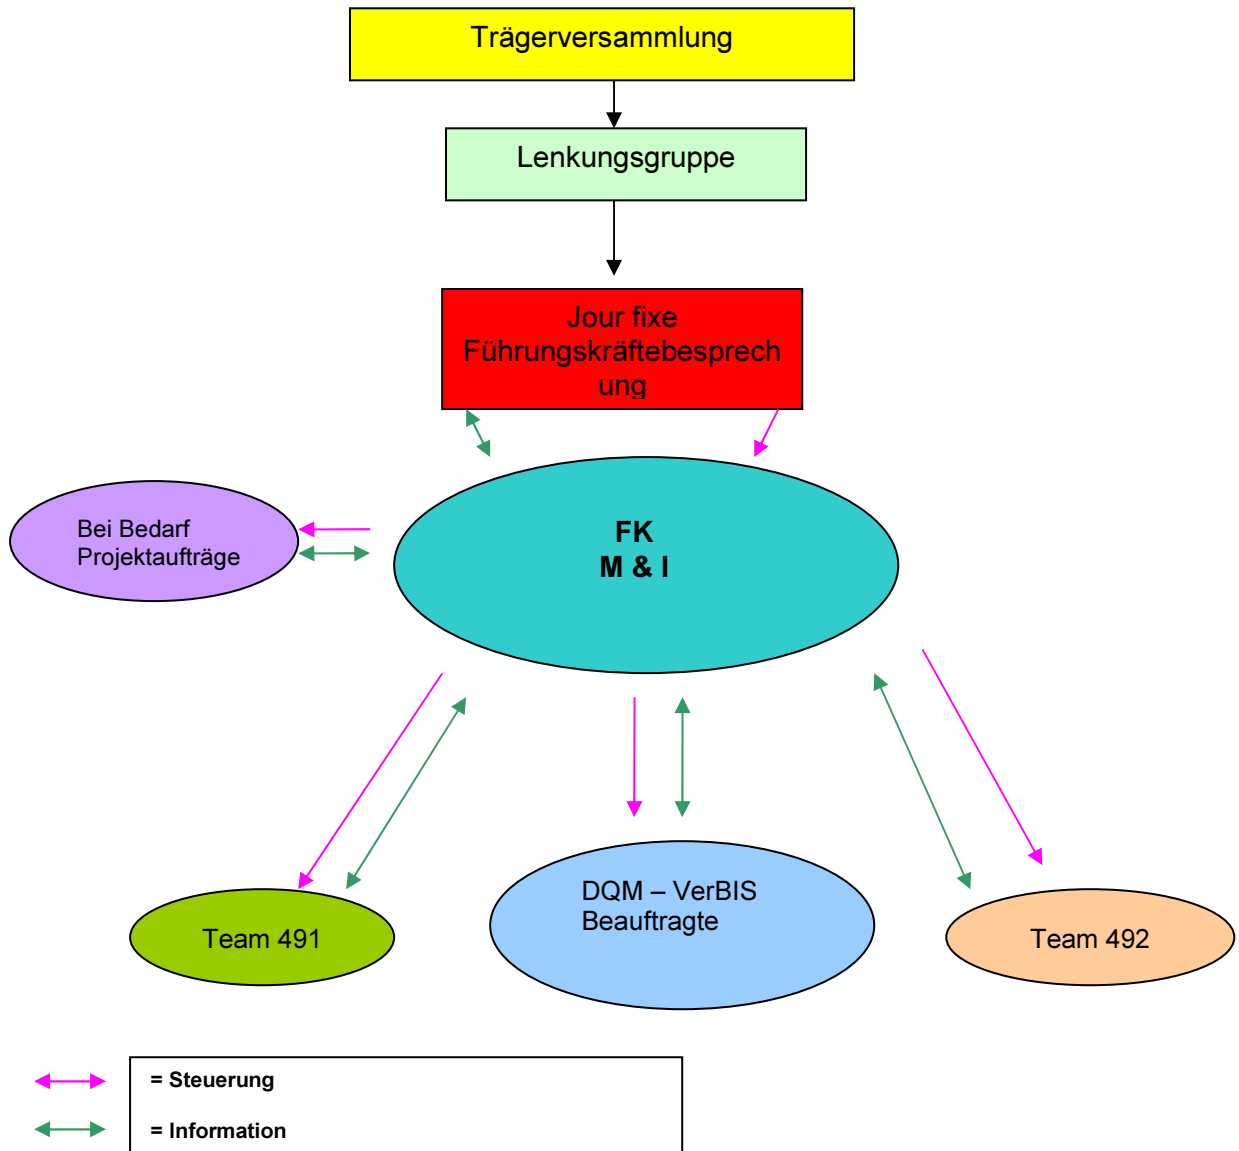 Trägerversammlung
Lenkungsgruppe
Jour fixe
Führungskräftebesprech
ung
FK
M & I
Bei Bedarf
Projektaufträge
DQM – VerBIS
Beauftragte
Team 491
Team 492
= Steuerung
= Information